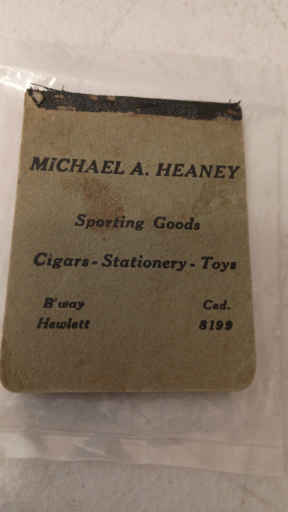 MICHAEL A. HEANEY
Sporting Goods
Cigars - Stationery - Toys
B'way Ced.
Hewlett 8199